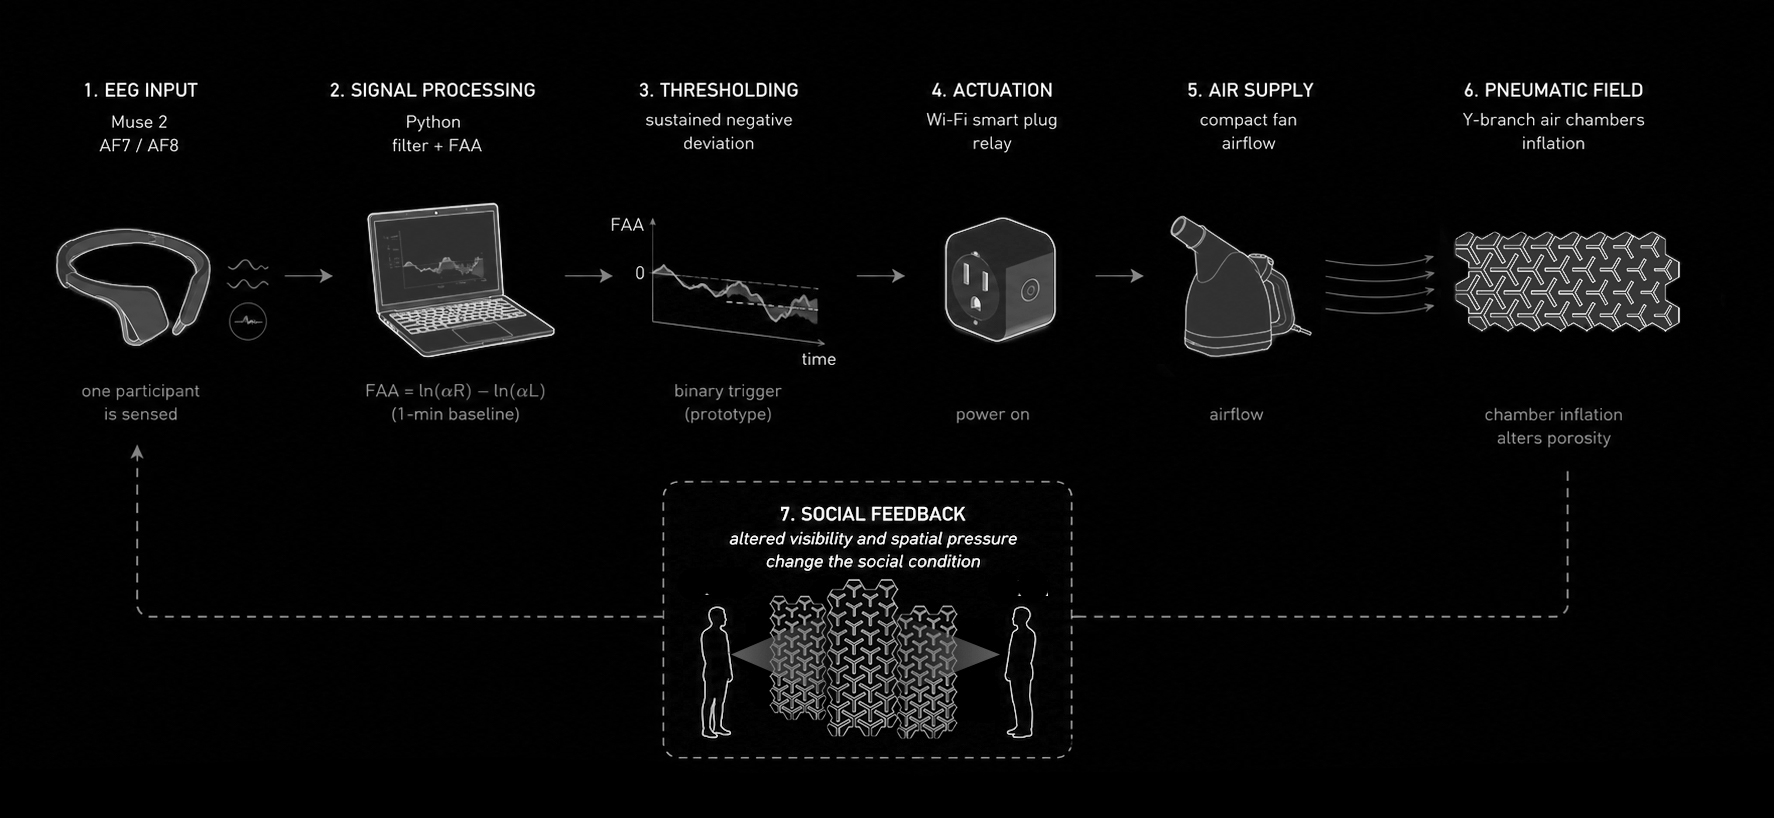 1. EEG INPUT
Muse 2
AF7 / AF8
one participant
is sensed
2. SIGNAL PROCESSING
Python
filter + FAA
FAA = ln(αR) − ln(αL)
(1-min baseline)
3. THRESHOLDING
sustained negative
deviation
FAA
0
time
binary trigger
(prototype)
4. ACTUATION
Wi-Fi smart plug
relay
power on
5. AIR SUPPLY
compact fan
airflow
airflow
6. PNEUMATIC FIELD
Y-branch air chambers
inflation
chamber inflation
alters porosity
7. SOCIAL FEEDBACK
altered visibility and spatial pressure
change the social condition